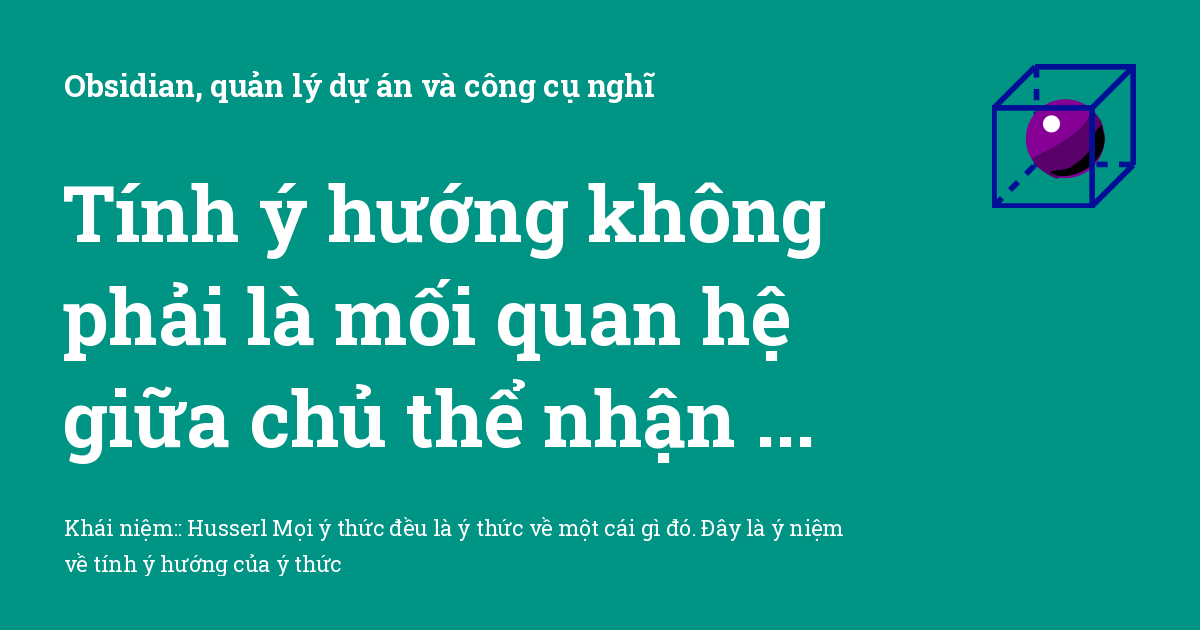 Obsidian, quản lý dự án và công cụ nghĩ
Tính ý hướng không
phải là mối quan hệ
giữa chủ thể nhận ...
Khái niệm:: Husserl Mọi ý thức đều là ý thức về một cái gì đó. Đây là ý niệm
về tính ý hướng của ý thức